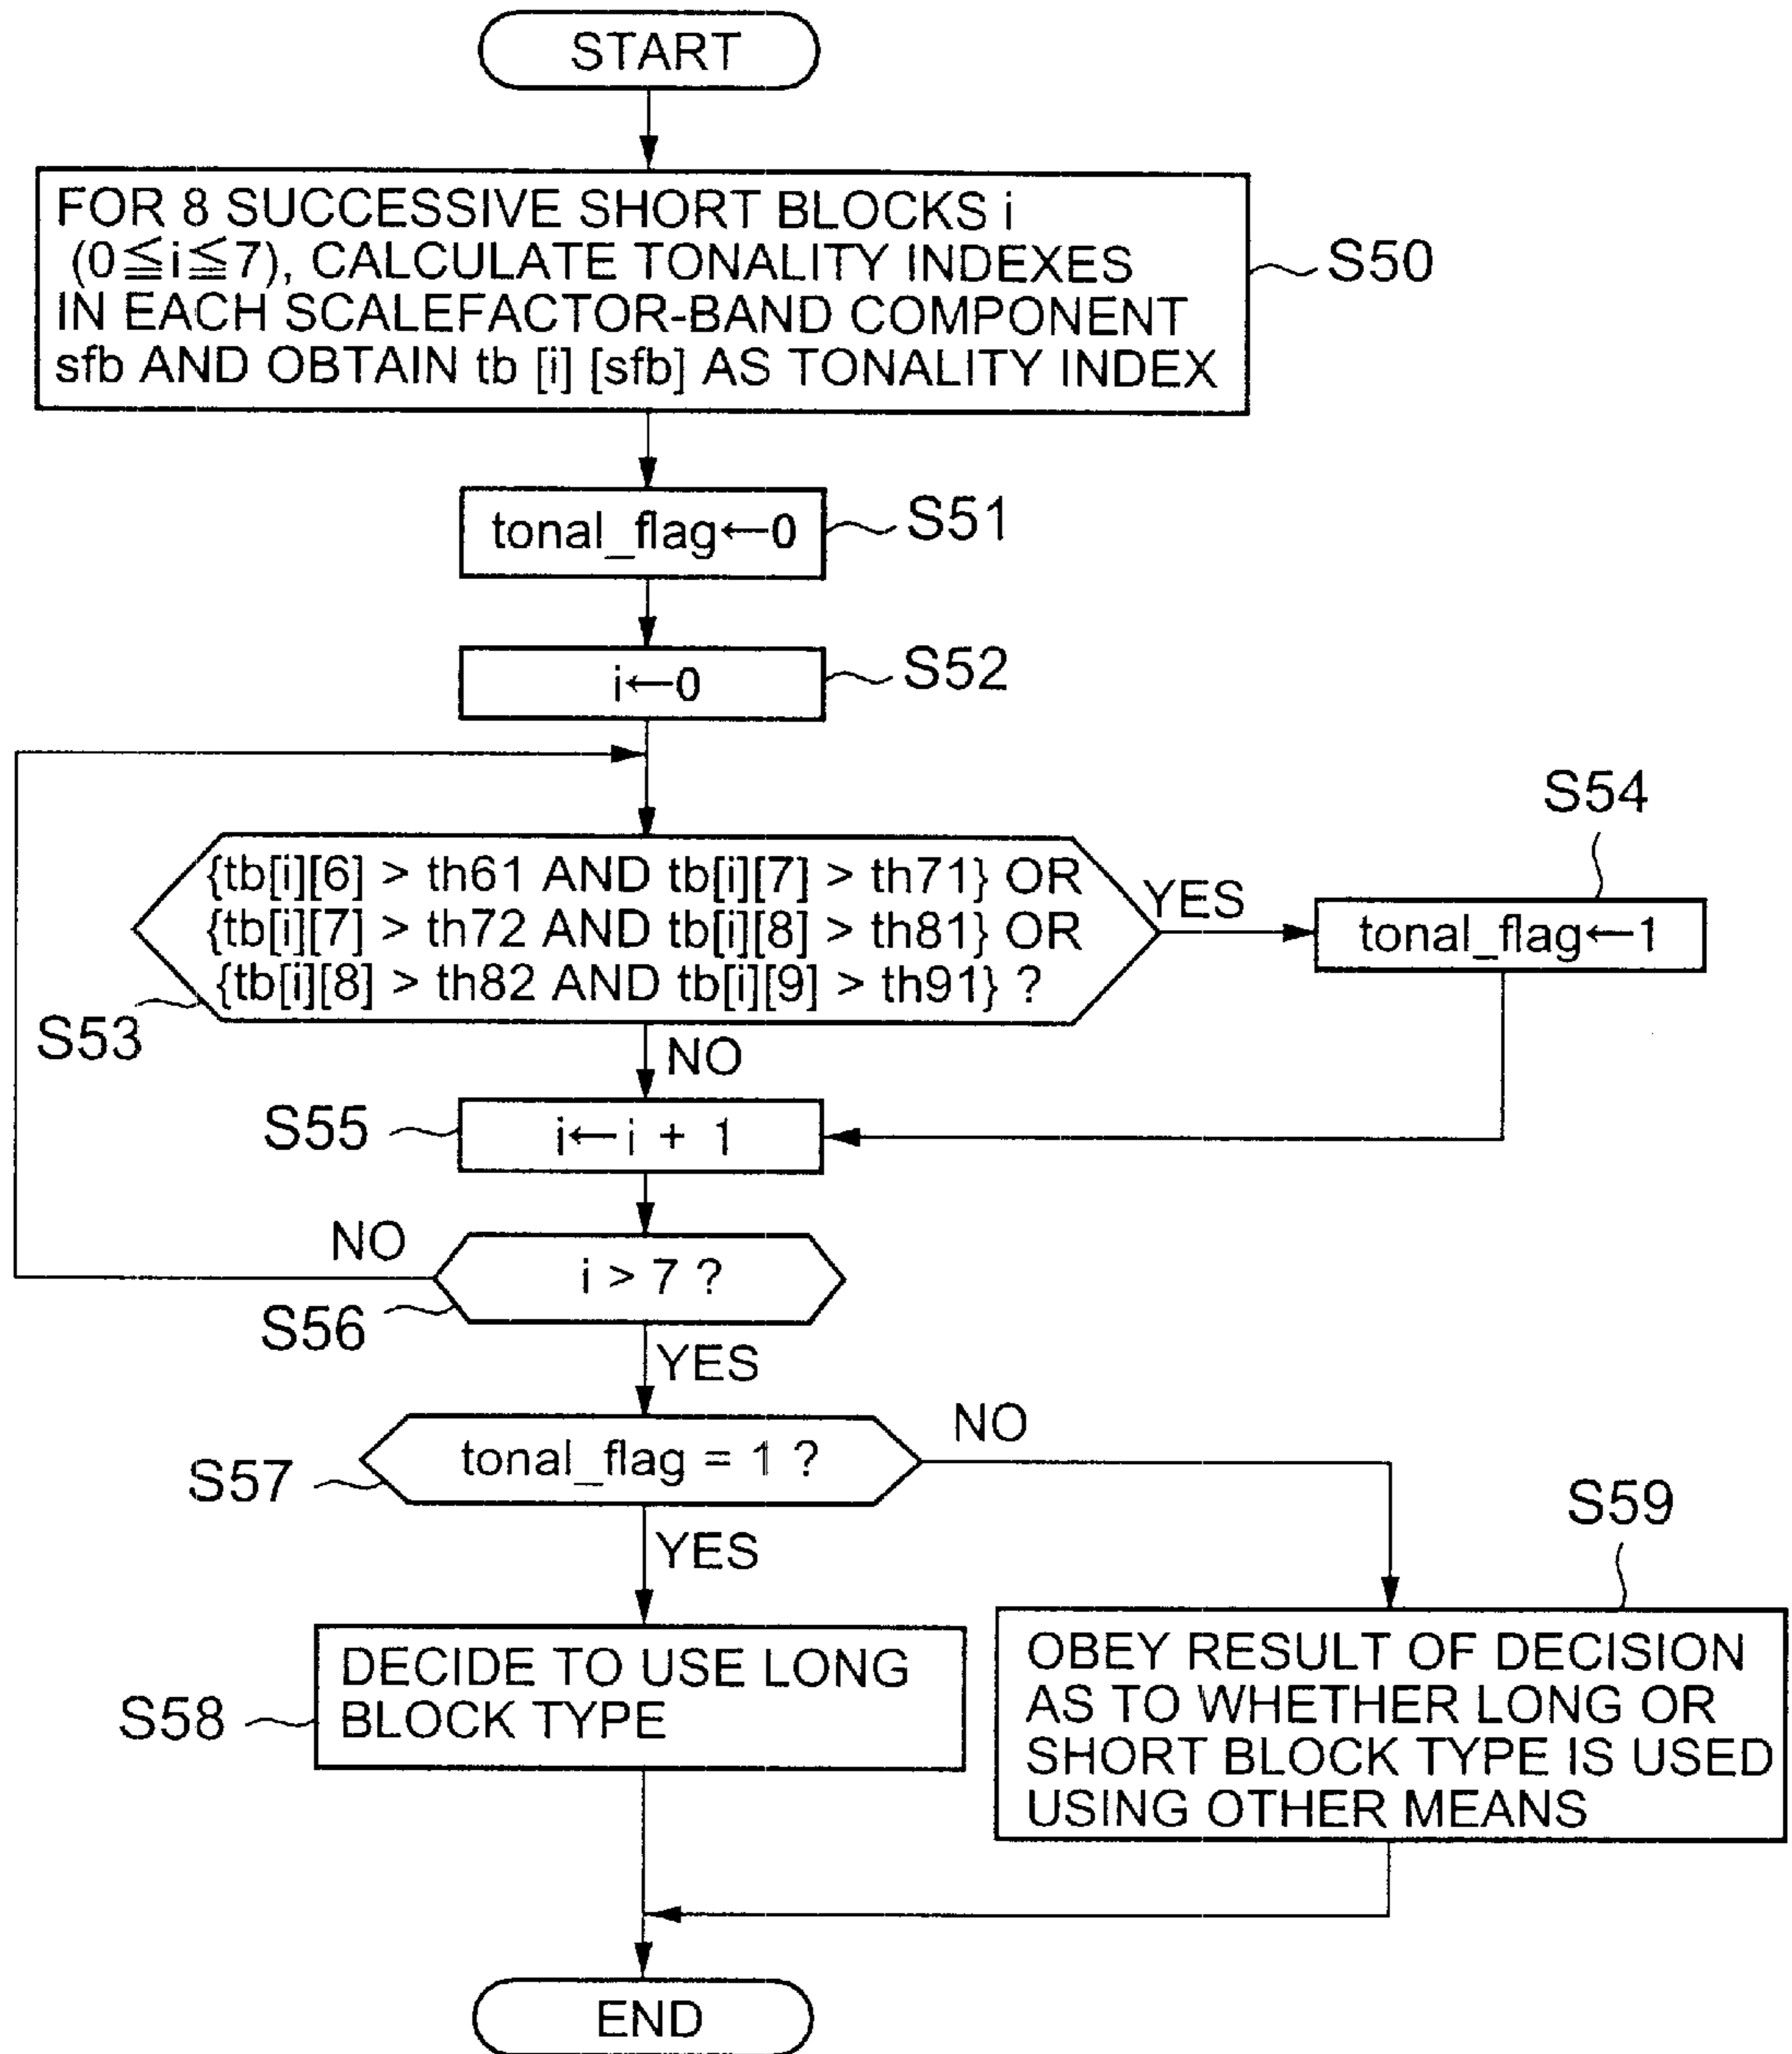 START
FOR 8 SUCCESSIVE SHORT BLOCKS i
(0≦i≦7), CALCULATE TONALITY INDEXES
IN EACH SCALEFACTOR-BAND COMPONENT
sfb AND OBTAIN tb [i] [sfb] AS TONALITY INDEX
S50
tonal_flag←0
S51
i←0
S52
{tb[i][6] > th61 AND tb[i][7] > th71} OR
{tb[i][7] > th72 AND tb[i][8] > th81} OR
{tb[i][8] > th82 AND tb[i][9] > th91} ?
S53
YES
S54
tonal_flag←1
NO
S55
i←i + 1
NO
i > 7 ?
S56
YES
tonal_flag = 1 ?
S57
NO
YES
S58
DECIDE TO USE LONG
BLOCK TYPE
S59
OBEY RESULT OF DECISION
AS TO WHETHER LONG OR
SHORT BLOCK TYPE IS USED
USING OTHER MEANS
END